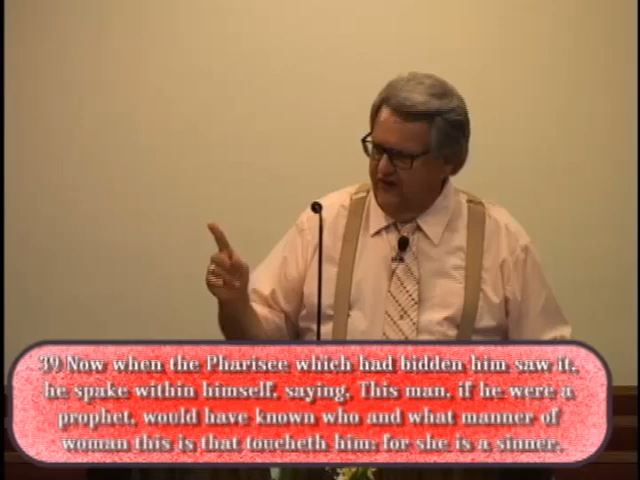 39) Now when the Pharisee which had bidden him saw it,
he spake within himself, saying, This man, if he were a
prophet, would have known who and what manner of
woman this is that toucheth him: for she is a sinner.